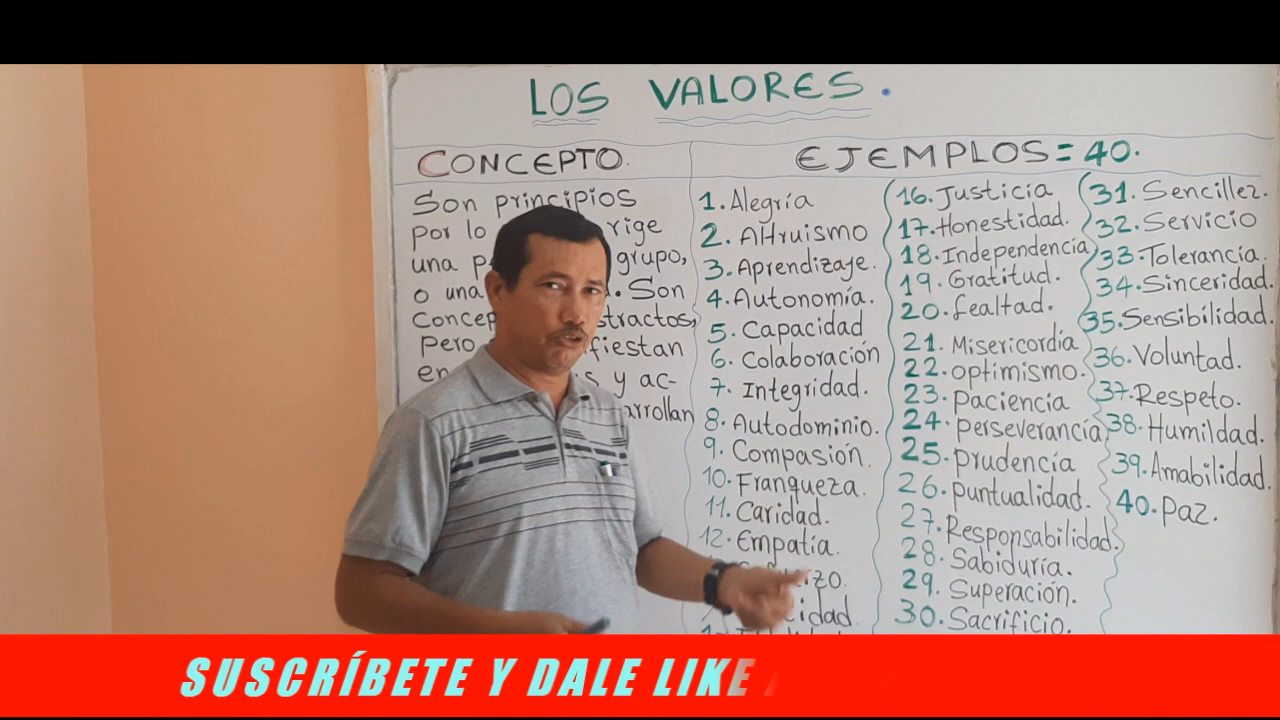 LOS VALORES.
CONCEPTO.
Son principios
por lo rige
una grupo,
o una . Son
Concep stractos,
pero fiestan
en s y ac-
arrollan
EJEMPLOS = 40.
1. Alegría
2. Altruismo
3. Aprendizaje.
4. Autonomía.
5. Capacidad
6. Colaboración
7. Integridad.
8. Autodominio.
9. Compasión.
10. Franqueza.
11. Caridad.
12. Empatía.
rzo.
cidad.
16. Justicia
17. Honestidad.
18. Independencia
19. Gratitud.
20. Lealtad.
21. Misericordia
22. optimismo.
23. paciencia
24. perseverancia
25. prudencia
26. puntualidad.
27. Responsabilidad.
28. Sabiduría.
29. Superación.
30. Sacrificio.
31. Sencillez.
32. Servicio
33. Tolerancia.
34. Sinceridad.
35. Sensibilidad.
36. Voluntad.
37. Respeto.
38. Humildad.
39. Amabilidad.
40. Paz.
SUSCRÍBETE Y DALE LIKE